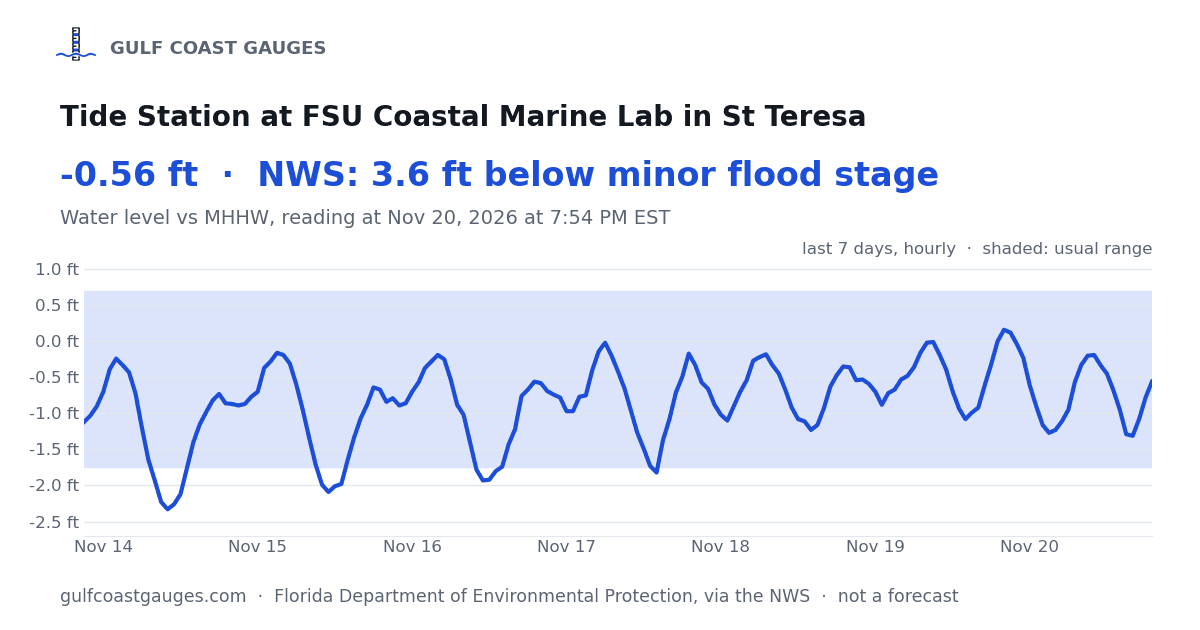 GULF COAST GAUGES
Tide Station at FSU Coastal Marine Lab in St Teresa
-0.56 ft · NWS: 3.6 ft below minor flood stage
Water level vs MHHW, reading at Nov 20, 2026 at 7:54 PM EST
last 7 days, hourly · shaded: usual range
1.0 ft
0.5 ft
0.0 ft
-0.5 ft
-1.0 ft
-1.5 ft
-2.0 ft
-2.5 ft
Nov 14 Nov 15 Nov 16 Nov 17 Nov 18 Nov 19 Nov 20
gulfcoastgauges.com · Florida Department of Environmental Protection, via the NWS · not a forecast